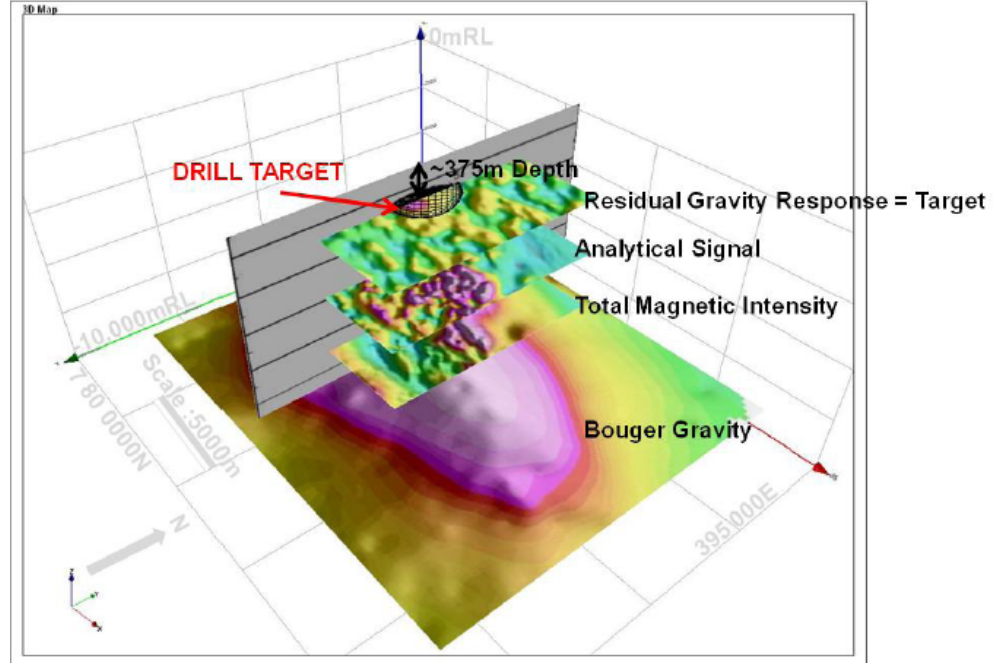 3D Map
0mRL
~375m Depth
DRILL TARGET
Residual Gravity Response = Target
Analytical Signal
Total Magnetic Intensity
-10.000mRL
7 80 0000N
Scale :5000m
Bouger Gravity
395 000E
N